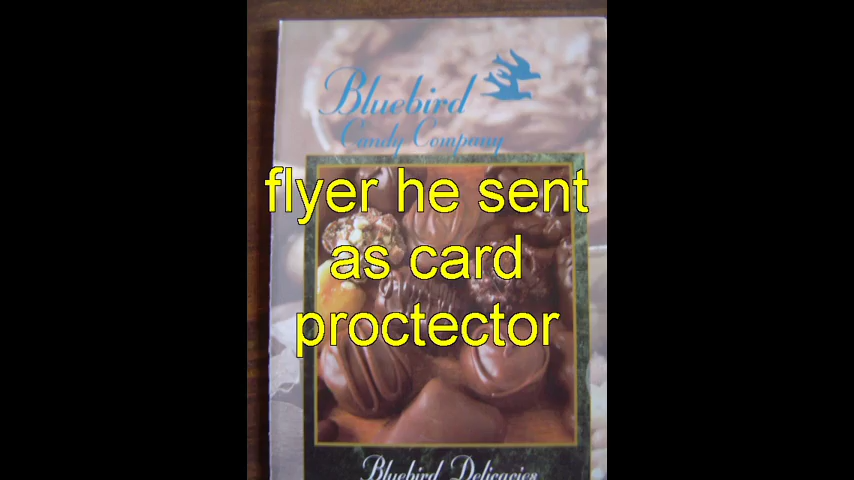 Bluebird
Candy Company
flyer he sent
as card
proctector
Bluebird Delicacies